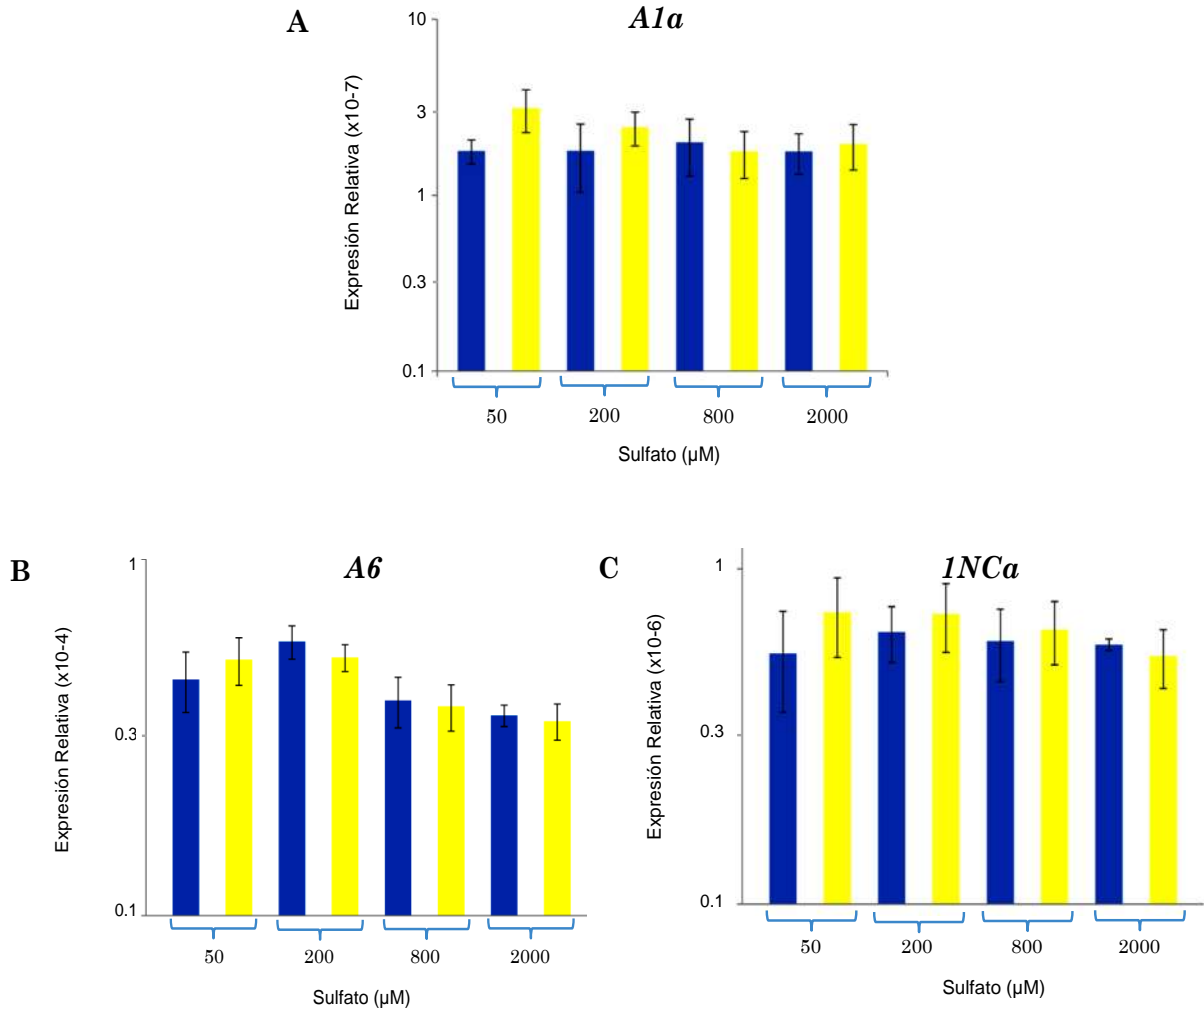 A
A1a
Expresión Relativa (x10-7)
10
3
1
0.3
0.1
50 200 800 2000
Sulfato (µM)
B
A6
Expresión Relativa (x10-4)
1
0.3
0.1
50 200 800 2000
Sulfato (µM)
C
1NCa
Expresión Relativa (x10-6)
1
0.3
0.1
50 200 800 2000
Sulfato (µM)